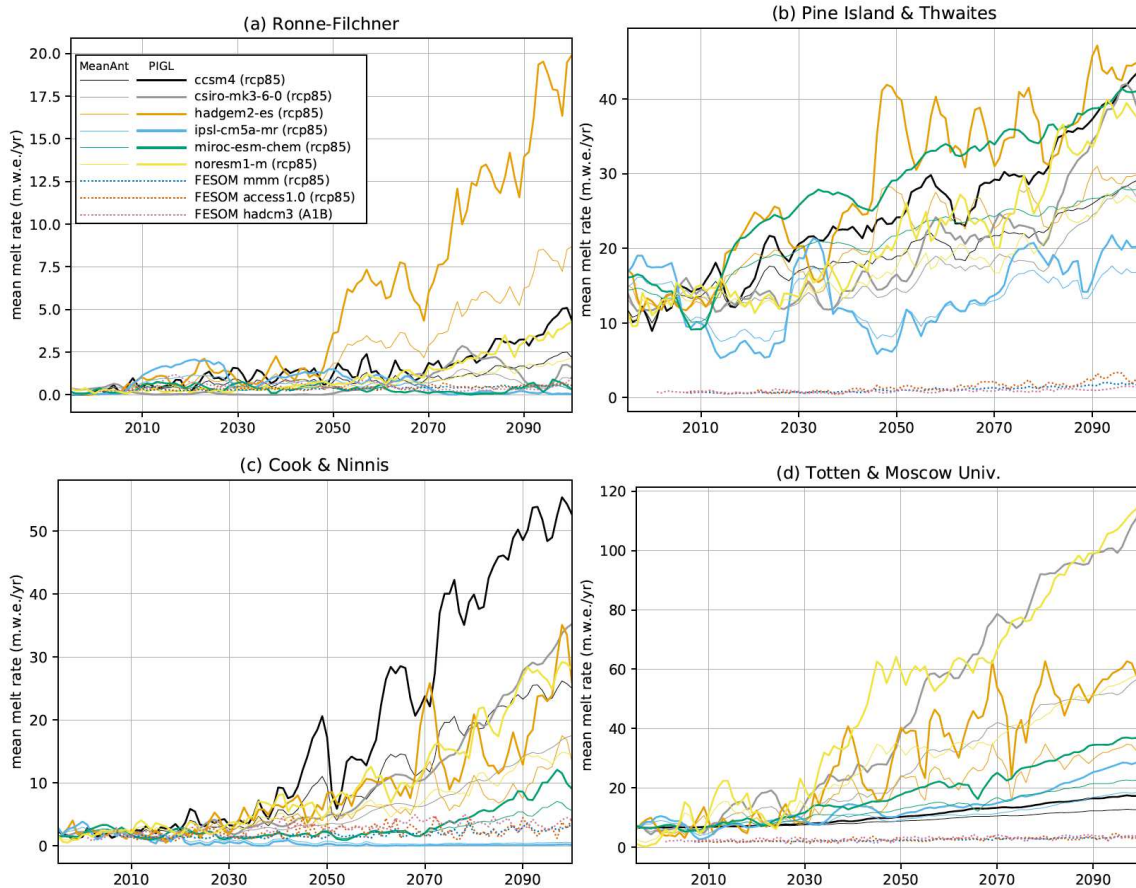 (a) Ronne-Filchner
mean melt rate (m.w.e./yr)
20.0
17.5
15.0
12.5
10.0
7.5
5.0
2.5
0.0
MeanAnt PIGL
ccsm4 (rcp85)
csiro-mk3-6-0 (rcp85)
hadgem2-es (rcp85)
ipsl-cm5a-mr (rcp85)
miroc-esm-chem (rcp85)
noresm1-m (rcp85)
FESOM mmm (rcp85)
FESOM access1.0 (rcp85)
FESOM hadcm3 (A1B)
2010 2030 2050 2070 2090
(b) Pine Island & Thwaites
mean melt rate (m.w.e./yr)
40
30
20
10
0
2010 2030 2050 2070 2090
(c) Cook & Ninnis
mean melt rate (m.w.e./yr)
50
40
30
20
10
0
2010 2030 2050 2070 2090
(d) Totten & Moscow Univ.
mean melt rate (m.w.e./yr)
120
100
80
60
40
20
0
2010 2030 2050 2070 2090